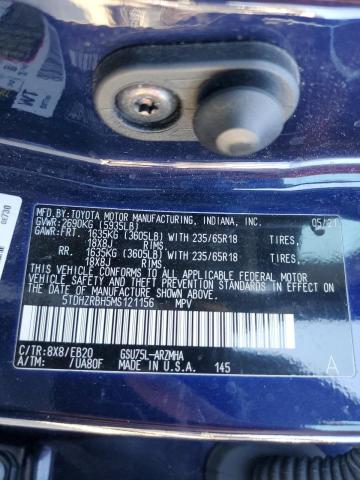 WT
05/730
MFD. BY:TOYOTA MOTOR MANUFACTURING, INDIANA, INC. 05/21
GVWR:2690KG (5935LB)
GAWR:FRT. 1635KG (3605LB) WITH 235/65R18 TIRES,
18X8J RIMS,
RR. 1635KG (3605LB) WITH 235/65R18 TIRES,
18X8J RIMS.
THIS VEHICLE CONFORMS TO ALL APPLICABLE FEDERAL
MOTOR VEHICLE SAFETY STANDARDS IN EFFECT ON THE DATE OF
MANUFACTURE SHOWN ABOVE.
5TDHZRBH5MS121156 MPV
C/TR:8X8/EB20 GSU75L-ARZMHA
A/TM: /UA80F MADE IN U.S.A. 145 A